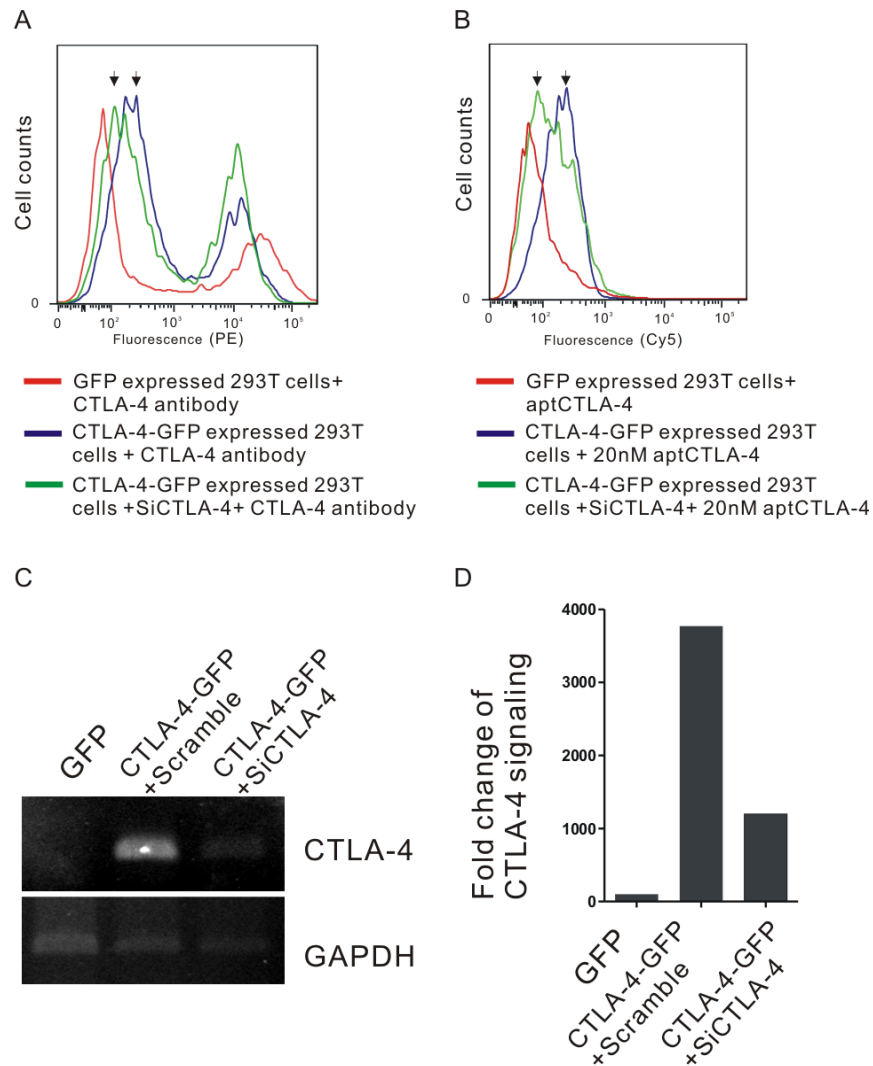 A
Cell counts
0
0 10² 10³ 10⁴ 10⁵
Fluorescence (PE)
GFP expressed 293T cells+
CTLA-4 antibody
CTLA-4-GFP expressed 293T
cells + CTLA-4 antibody
CTLA-4-GFP expressed 293T
cells +SiCTLA-4+ CTLA-4 antibody
B
Cell counts
0
0 10² 10³ 10⁴ 10⁵
Fluorescence (Cy5)
GFP expressed 293T cells+
aptCTLA-4
CTLA-4-GFP expressed 293T
cells + 20nM aptCTLA-4
CTLA-4-GFP expressed 293T
cells +SiCTLA-4+ 20nM aptCTLA-4
C
GFP
CTLA-4-GFP
+Scramble
CTLA-4-GFP
+SiCTLA-4
CTLA-4
GAPDH
D
Fold change of
CTLA-4 signaling
4000
3000
2000
1000
0
GFP
CTLA-4-GFP
+Scramble
CTLA-4-GFP
+SiCTLA-4